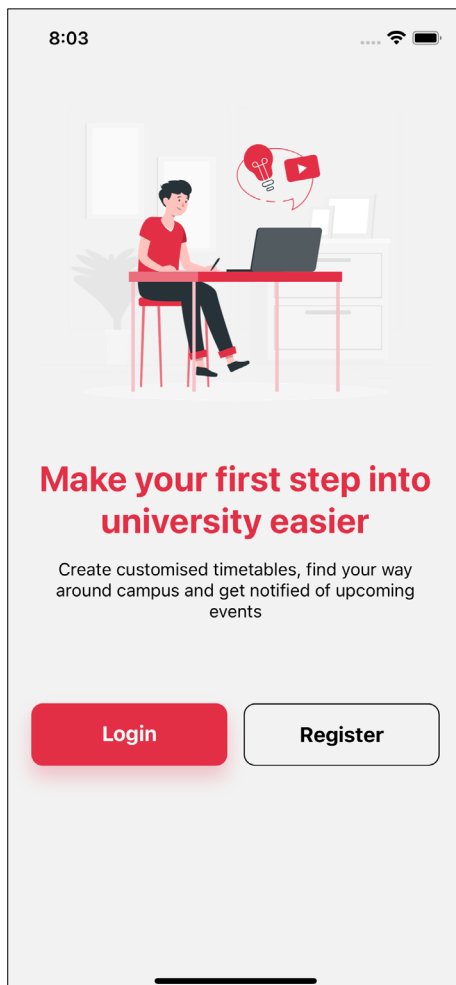 8:03
Make your first step into
university easier
Create customised timetables, find your way
around campus and get notified of upcoming
events
Login
Register